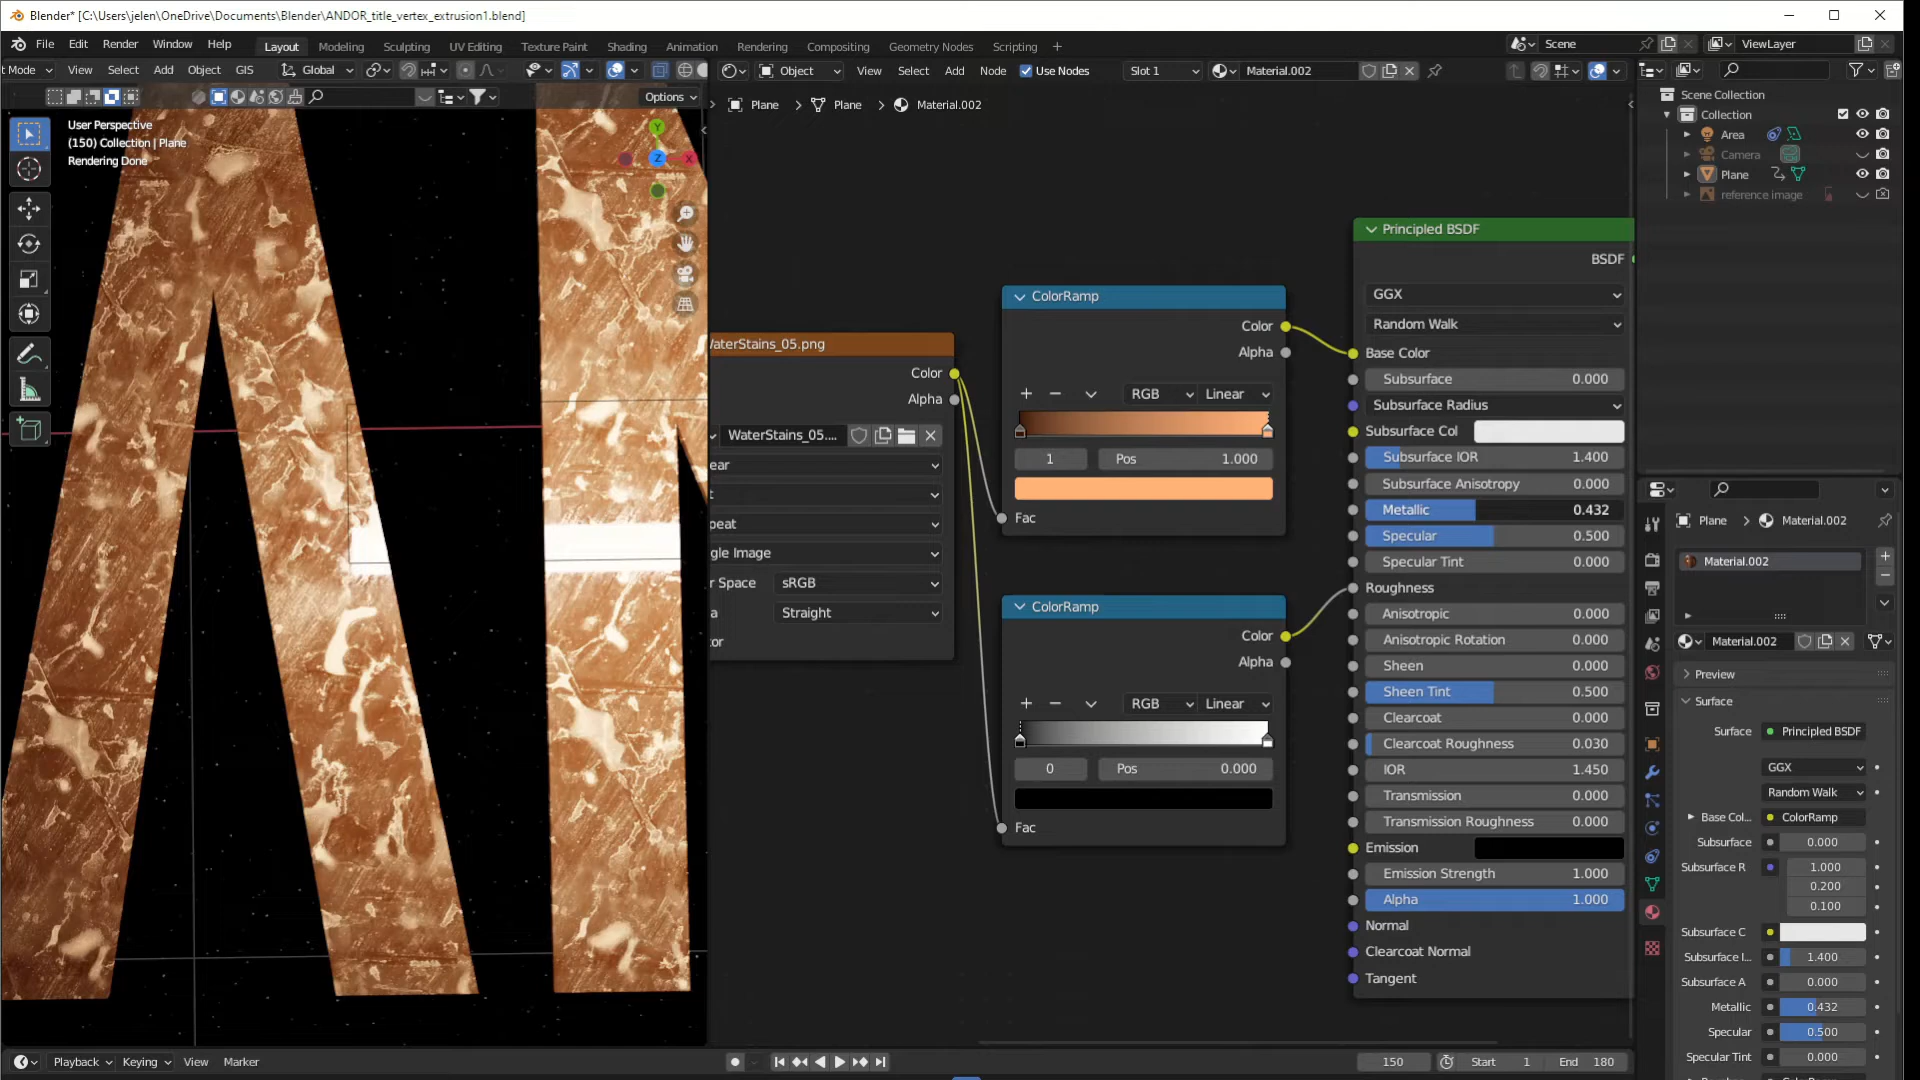 Blender* [C:\Users\jelen\OneDrive\Documents\Blender\ANDOR_title_vertex_extrusion1.blend]
File Edit Render Window Help Layout Modeling Sculpting UV Editing Texture Paint Shading Animation Rendering Compositing Geometry Nodes Scripting + Scene ViewLayer
t Mode View Select Add Object GIS Global Object View Select Add Node Use Nodes Slot 1 Material.002
Options
Plane > Plane > Material.002
User Perspective
(150) Collection | Plane
Rendering Done
Y
Z
X
Scene Collection
Collection
Area
Camera
Plane
reference image
VaterStains_05.png
Color
Alpha
WaterStains_05....
ear
t
peat
gle Image
r Space sRGB
a Straight
tor
ColorRamp
Color
Alpha
+ − RGB Linear
1 Pos 1.000
Fac
ColorRamp
Color
Alpha
+ − RGB Linear
0 Pos 0.000
Fac
Principled BSDF
BSDF
GGX
Random Walk
Base Color
Subsurface 0.000
Subsurface Radius
Subsurface Col
Subsurface IOR 1.400
Subsurface Anisotropy 0.000
Metallic 0.432
Specular 0.500
Specular Tint 0.000
Roughness
Anisotropic 0.000
Anisotropic Rotation 0.000
Sheen 0.000
Sheen Tint 0.500
Clearcoat 0.000
Clearcoat Roughness 0.030
IOR 1.450
Transmission 0.000
Transmission Roughness 0.000
Emission
Emission Strength 1.000
Alpha 1.000
Normal
Clearcoat Normal
Tangent
Plane > Material.002
Material.002
Material.002
Preview
Surface
Surface Principled BSDF
GGX
Random Walk
Base Col... ColorRamp
Subsurface 0.000
Subsurface R 1.000
0.200
0.100
Subsurface C
Subsurface I... 1.400
Subsurface A 0.000
Metallic 0.432
Specular 0.500
Specular Tint 0.000
Playback Keying View Marker 150 Start 1 End 180